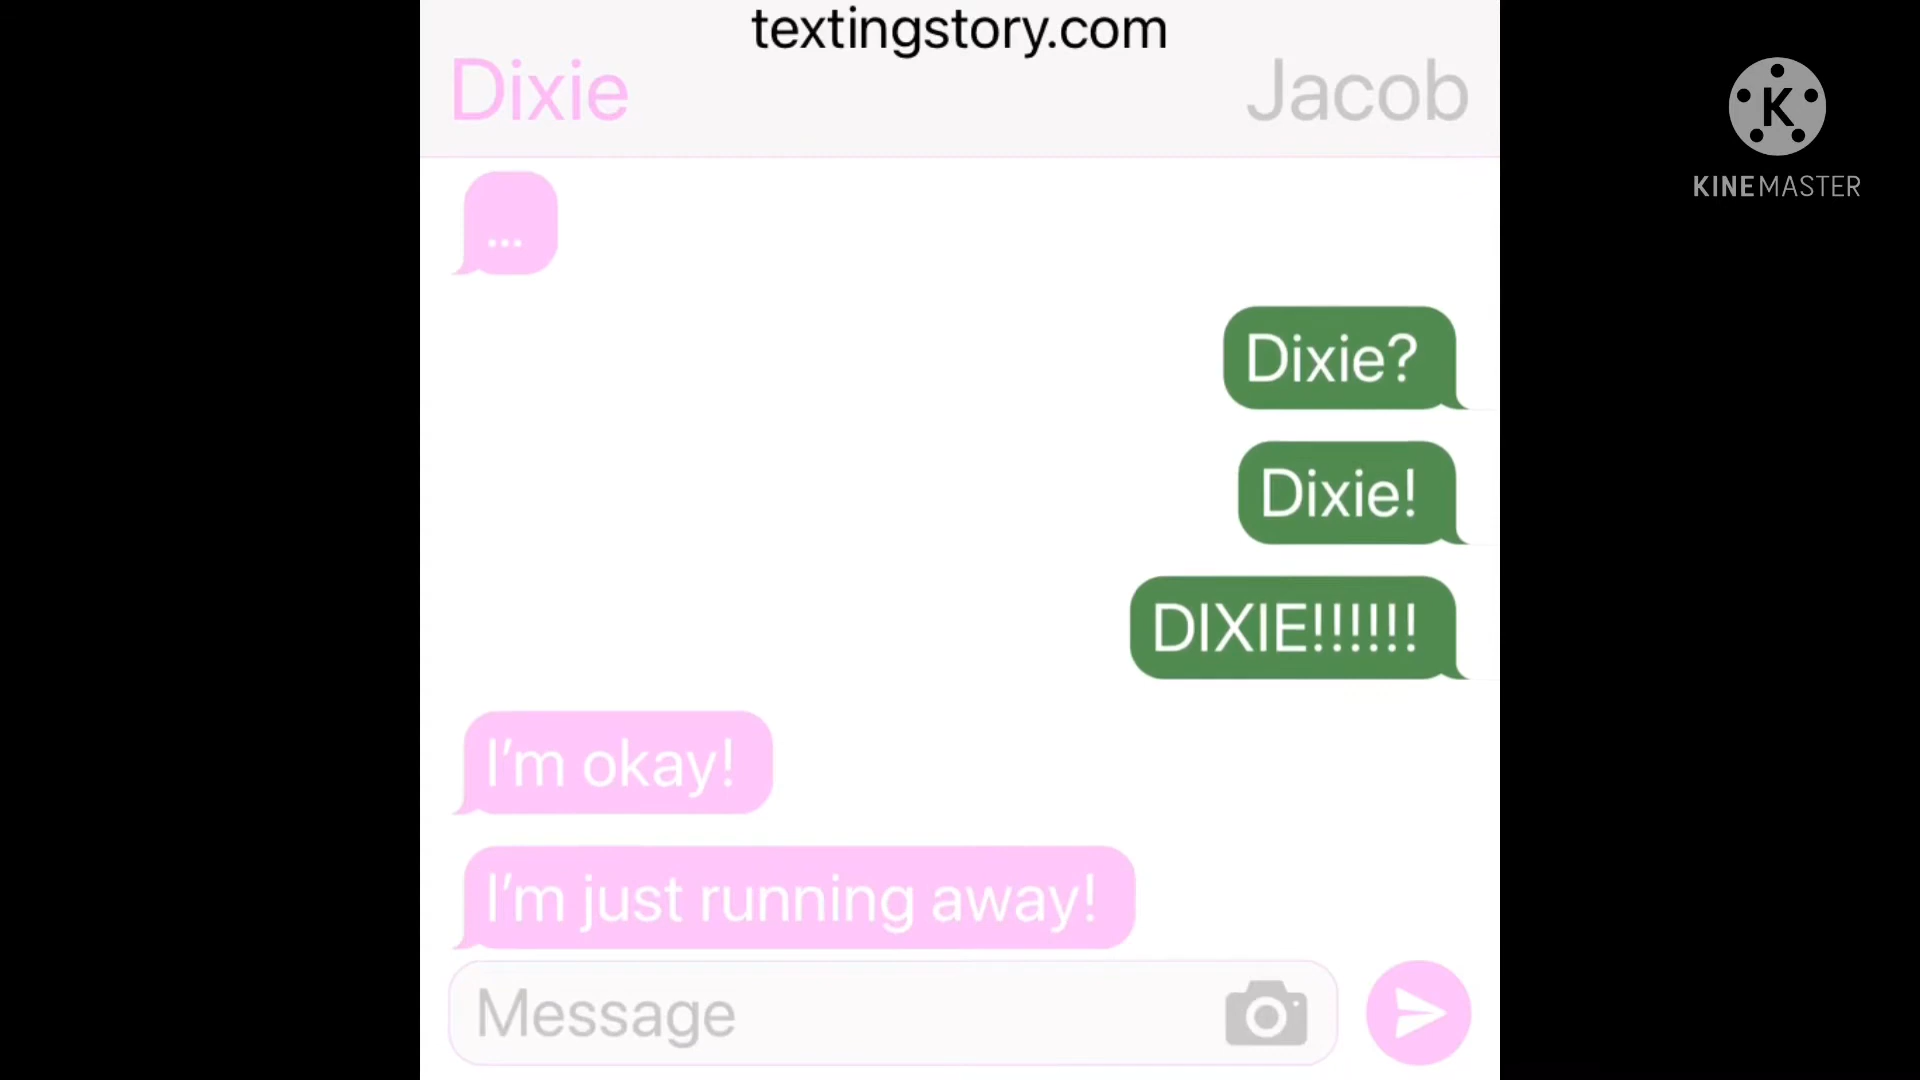 textingstory.com
Dixie
Jacob
K
KINEMASTER
...
Dixie?
Dixie!
DIXIE!!!!!!
I'm okay!
I'm just running away!
Message